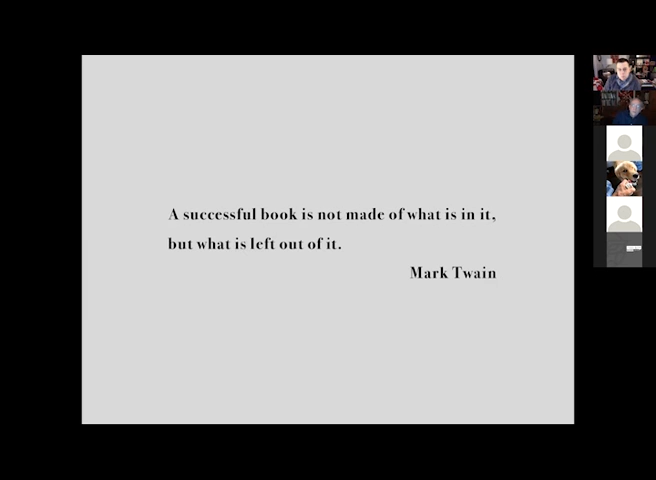 A successful book is not made of what is in it,
but what is left out of it.
Mark Twain